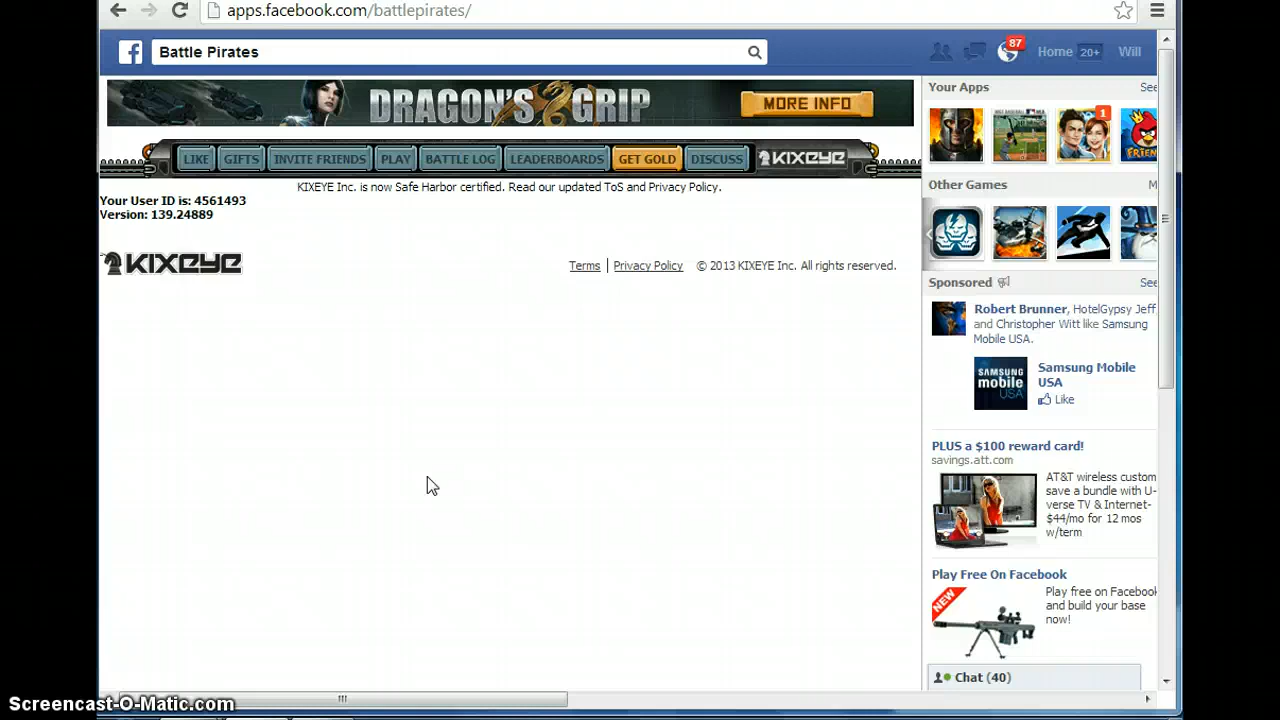 apps.facebook.com/battlepirates/
Battle Pirates
87
Home 20+ Will
DRAGON'S GRIP
MORE INFO
LIKE GIFTS INVITE FRIENDS PLAY BATTLE LOG LEADERBOARDS GET GOLD DISCUSS KIXEYE
KIXEYE Inc. is now Safe Harbor certified. Read our updated ToS and Privacy Policy.
Your User ID is: 4561493
Version: 139.24889
KIXEYE
Terms | Privacy Policy © 2013 KIXEYE Inc. All rights reserved.
Your Apps See
1
FRIEN
Other Games M
Sponsored See
Robert Brunner, HotelGypsy Jeff
and Christopher Witt like Samsung
Mobile USA.
SAMSUNG
mobile
USA
Samsung Mobile
USA
Like
PLUS a $100 reward card!
savings.att.com
AT&T wireless custom
save a bundle with U-
verse TV & Internet-
$44/mo for 12 mos
w/term
Play Free On Facebook
NEW
Play free on Facebook
and build your base
now!
Chat (40)
Screencast-O-Matic.com